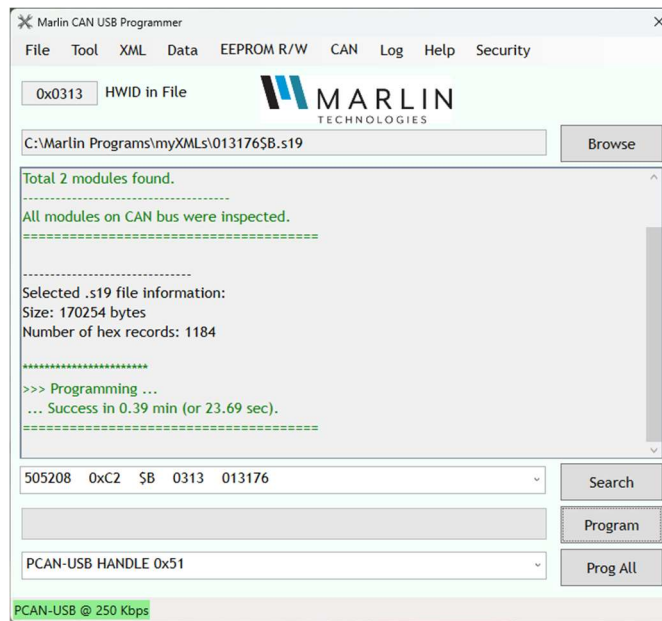 Marlin CAN USB Programmer
File Tool XML Data EEPROM R/W CAN Log Help Security
0x0313 HWID in File
MARLIN
TECHNOLOGIES
C:\Marlin Programs\myXMLs\013176$B.s19
Browse
Total 2 modules found.
--------------------------------------
All modules on CAN bus were inspected.
======================================
-------------------------------
Selected .s19 file information:
Size: 170254 bytes
Number of hex records: 1184
***********************
>>> Programming ...
... Success in 0.39 min (or 23.69 sec).
======================================
505208 0xC2 $B 0313 013176
Search
Program
PCAN-USB HANDLE 0x51
Prog All
PCAN-USB @ 250 Kbps